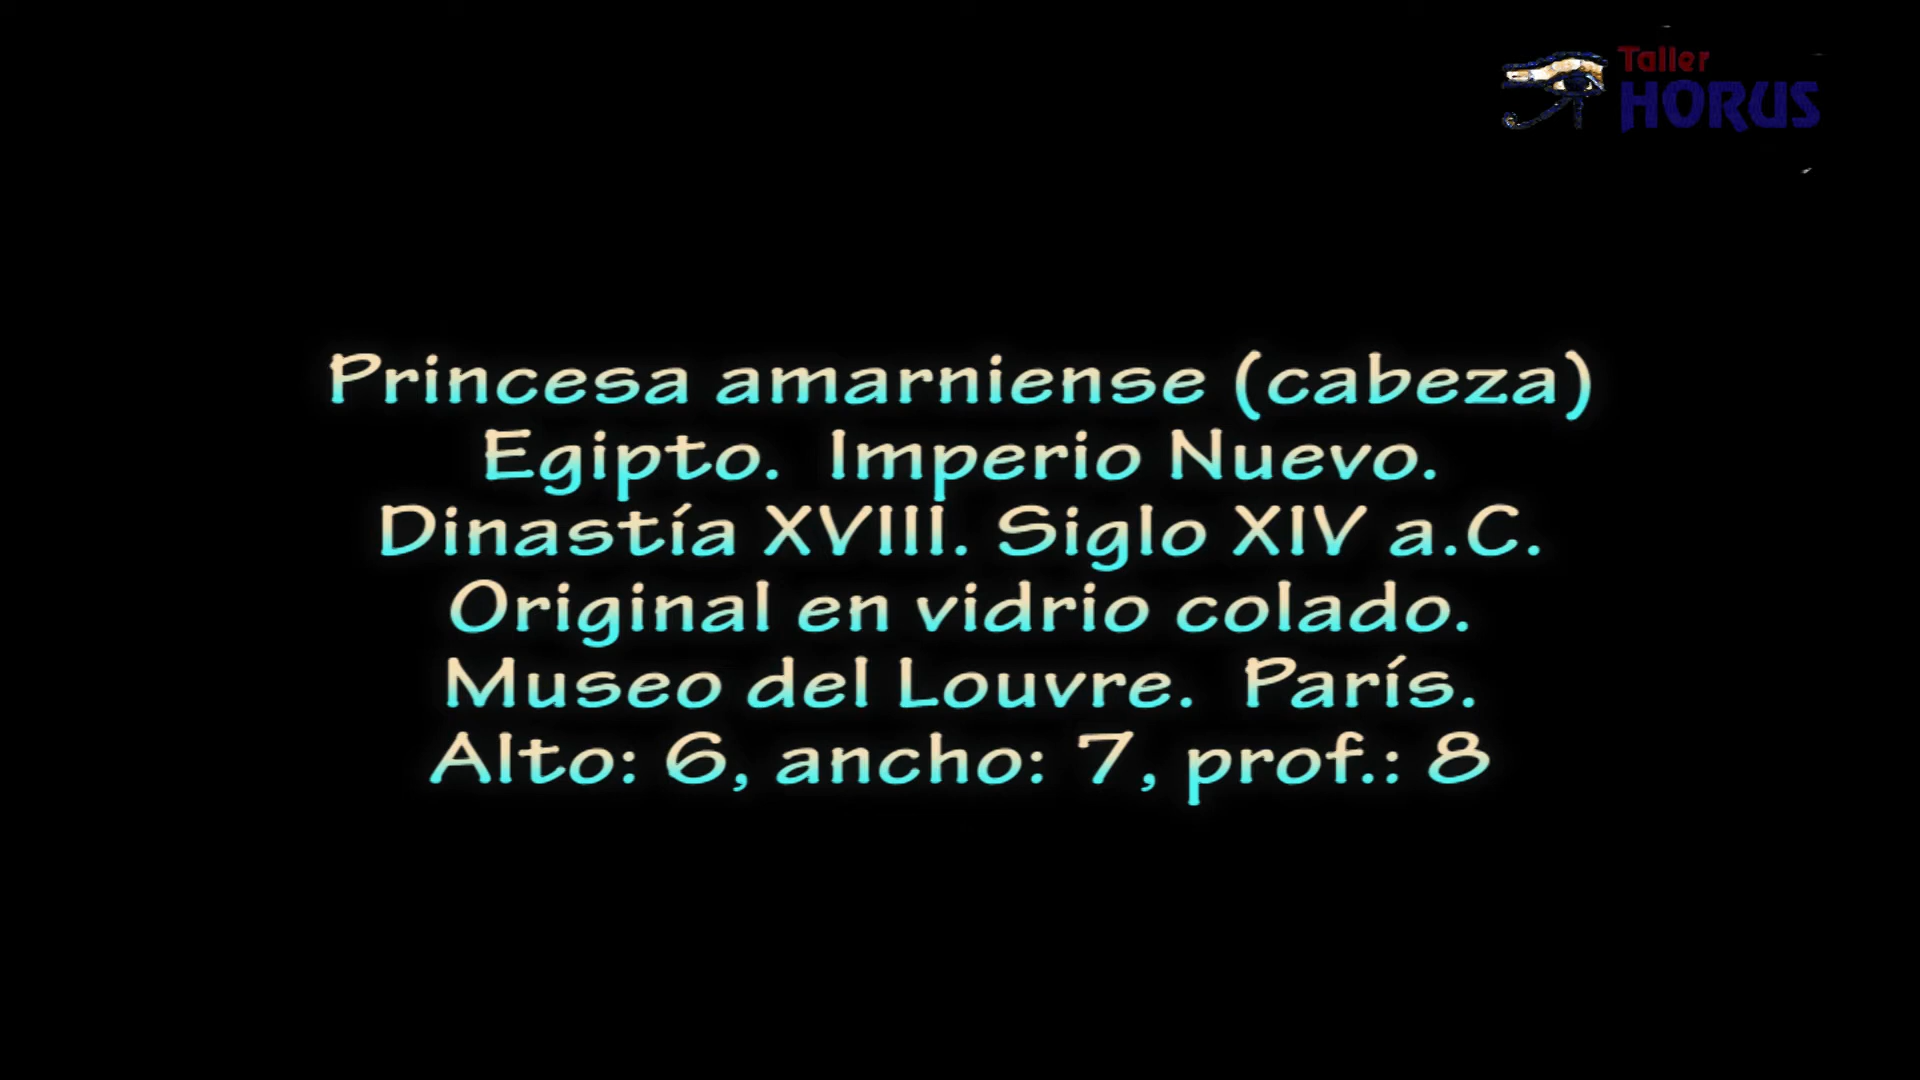 Taller
HORUS
Princesa amarniense (cabeza)
Egipto. Imperio Nuevo.
Dinastía XVIII. Siglo XIV a.C.
Original en vidrio colado.
Museo del Louvre. París.
Alto: 6, ancho: 7, prof.: 8